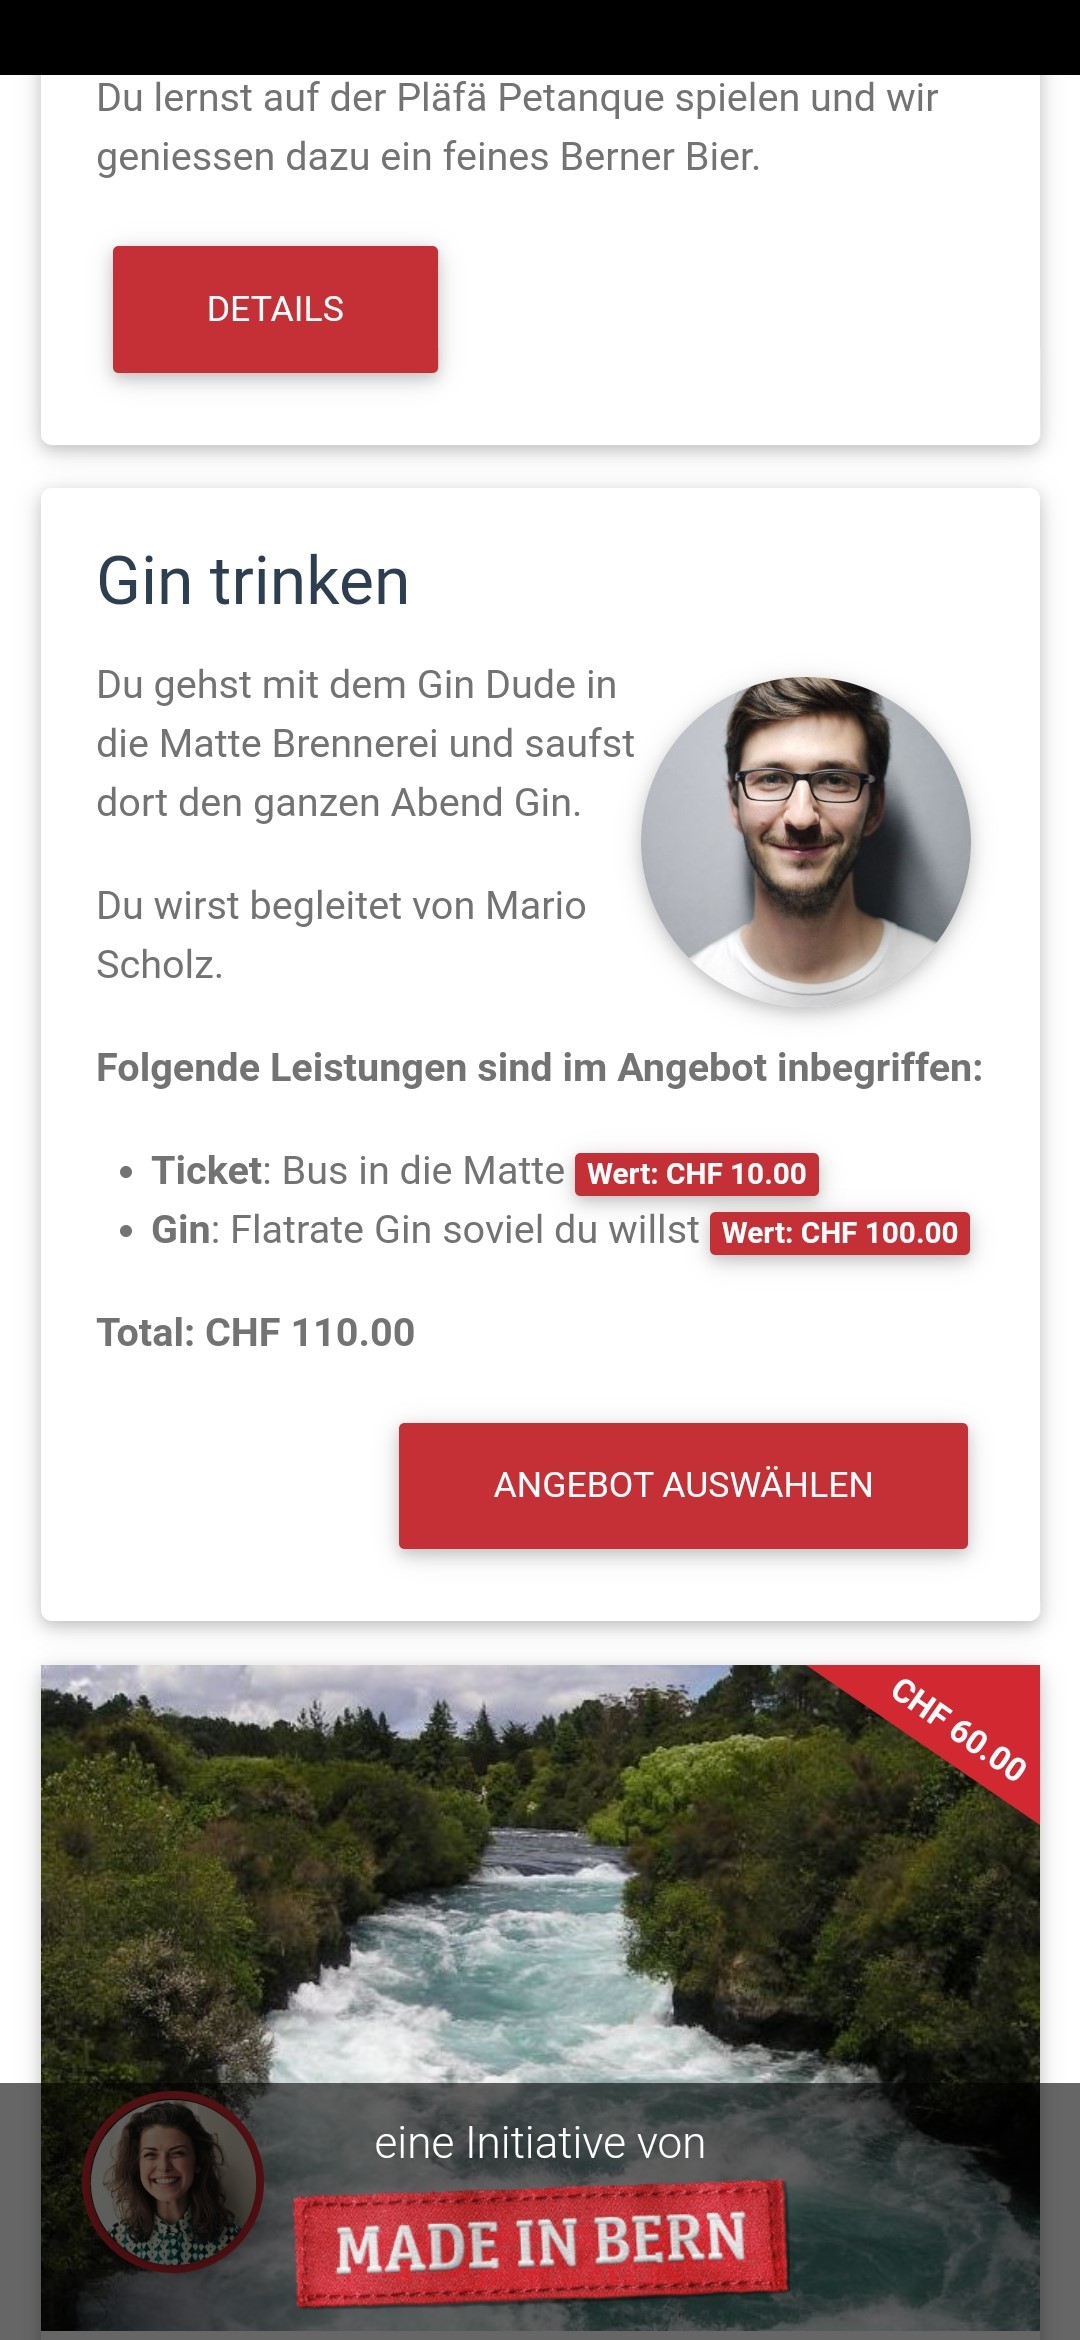 Du lernst auf der Pläfä Petanque spielen und wir
geniessen dazu ein feines Berner Bier.
DETAILS
Gin trinken
Du gehst mit dem Gin Dude in
die Matte Brennerei und saufst
dort den ganzen Abend Gin.
Du wirst begleitet von Mario
Scholz.
Folgende Leistungen sind im Angebot inbegriffen:
• Ticket: Bus in die Matte Wert: CHF 10.00
• Gin: Flatrate Gin soviel du willst Wert: CHF 100.00
Total: CHF 110.00
ANGEBOT AUSWÄHLEN
CHF 60.00
eine Initiative von
MADE IN BERN